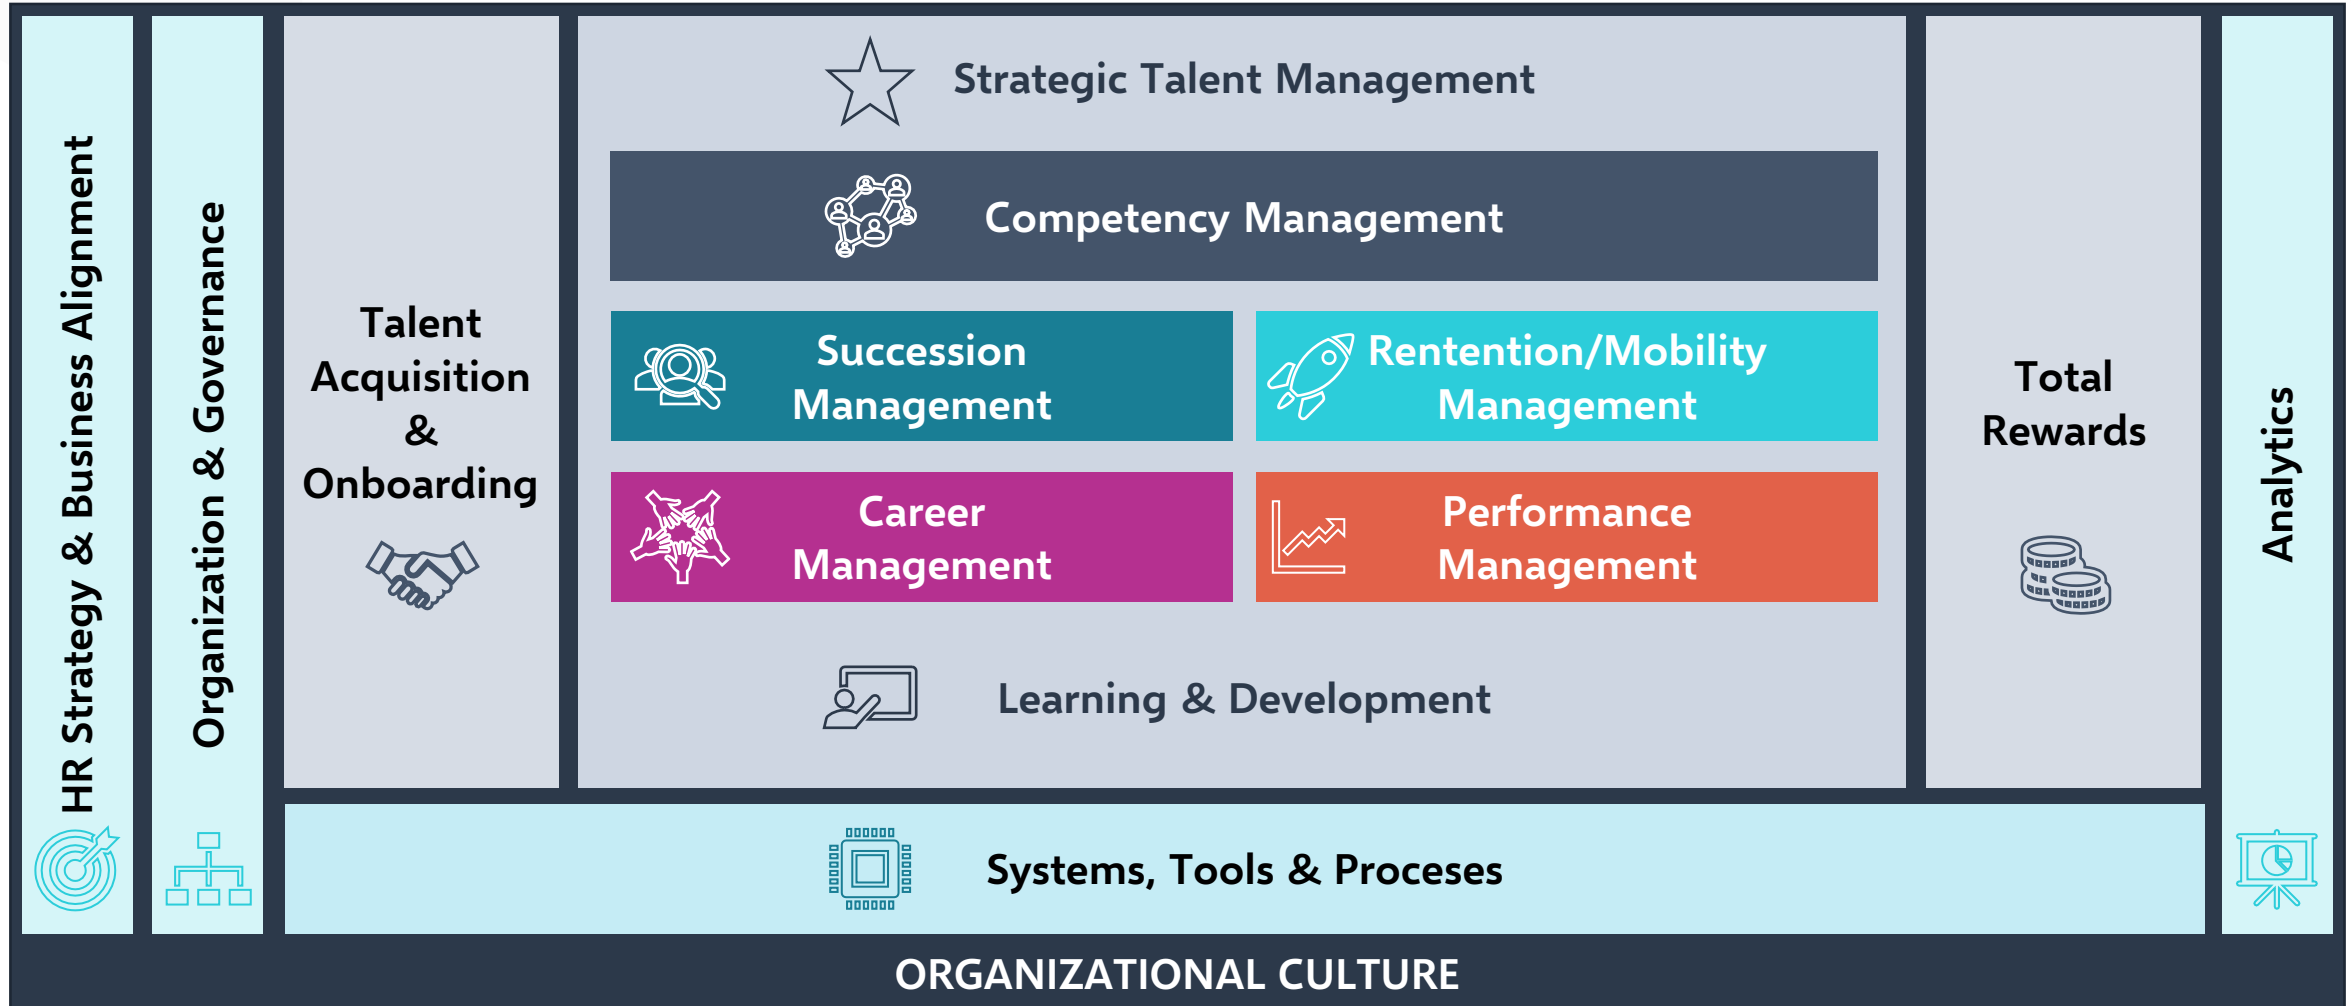 HR Strategy & Business Alignment
Organization & Governance
Talent
Acquisition
&
Onboarding
Strategic Talent Management
Competency Management
Succession
Management
Rentention/Mobility
Management
Career
Management
Performance
Management
Learning & Development
Total
Rewards
Analytics
Systems, Tools & Proceses
ORGANIZATIONAL CULTURE